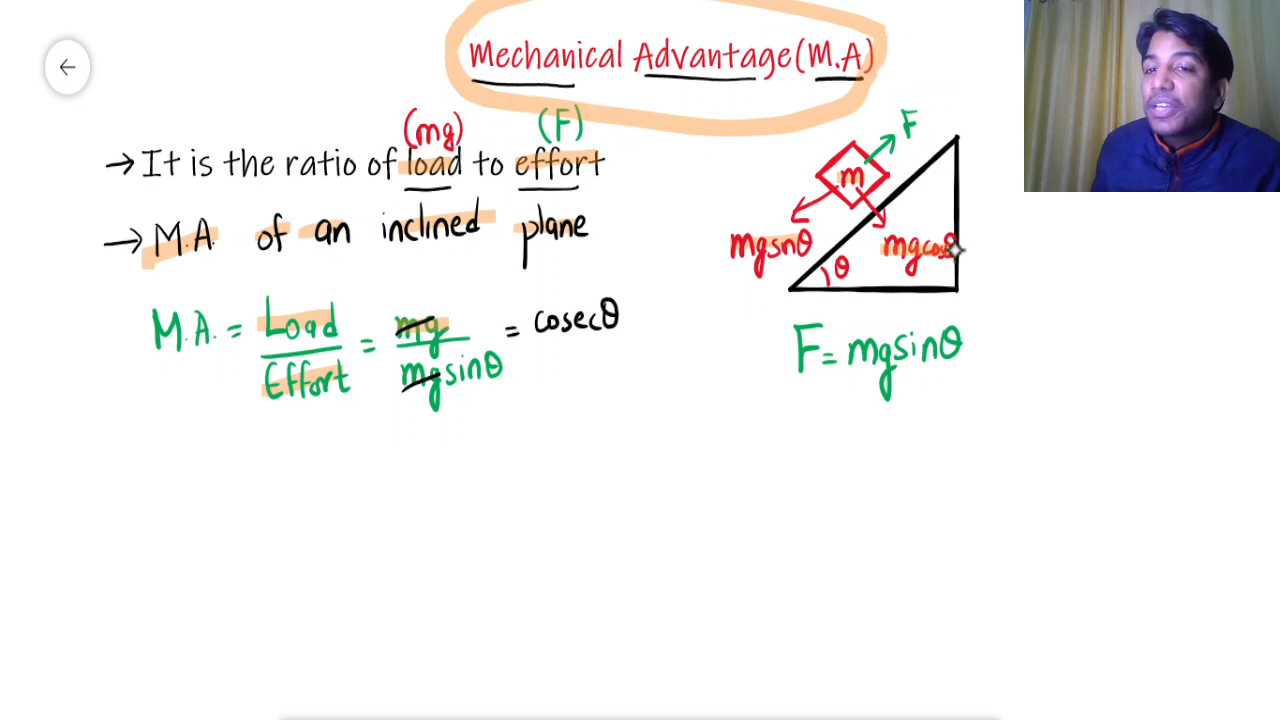 Mechanical Advantage(M.A)
(mg) (F)
→ It is the ratio of load to effort
→ M.A. of an inclined plane
M.A. = Load / Effort = mg / mgsinθ = cosecθ
F
m
mgsnθ
θ
mgcosθ
F = mgsinθ